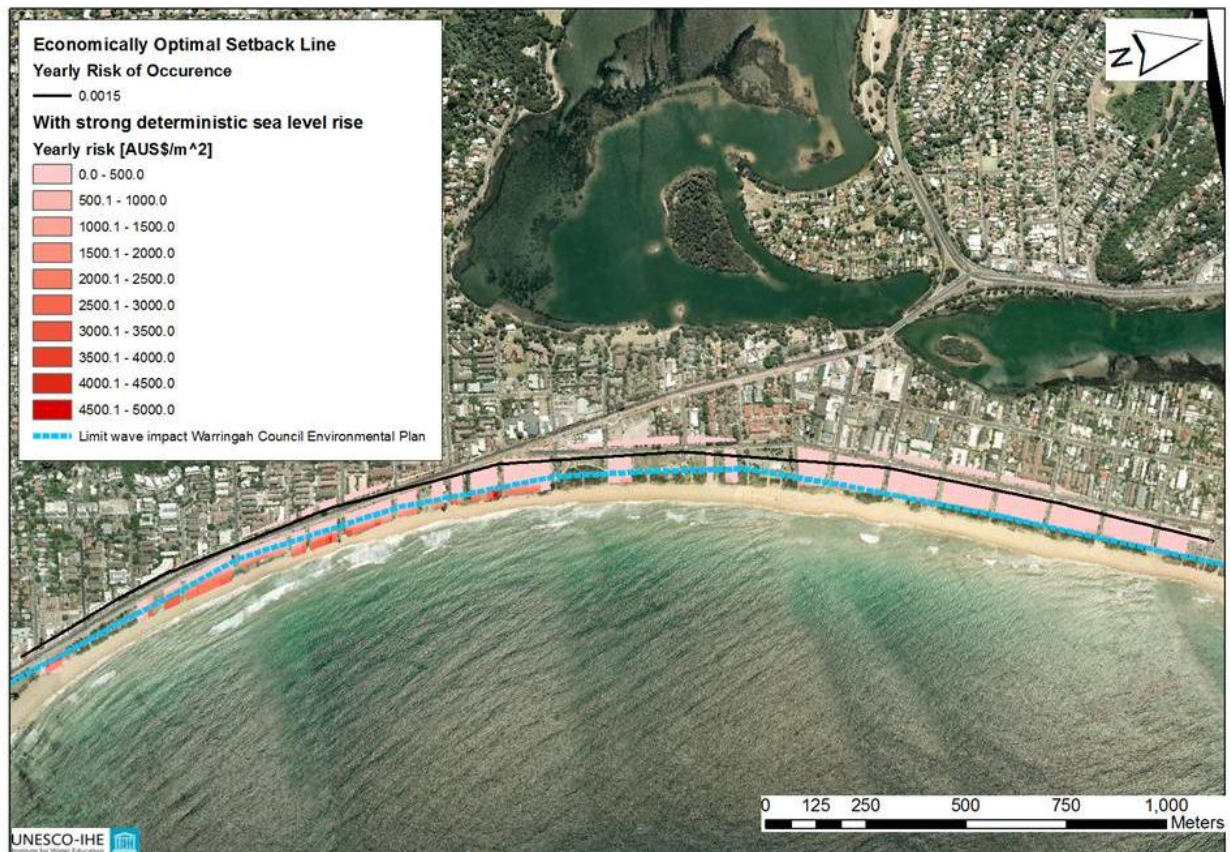 Economically Optimal Setback Line
Yearly Risk of Occurence
0.0015
With strong deterministic sea level rise
Yearly risk [AUS$/m^2]
0.0 - 500.0
500.1 - 1000.0
1000.1 - 1500.0
1500.1 - 2000.0
2000.1 - 2500.0
2500.1 - 3000.0
3000.1 - 3500.0
3500.1 - 4000.0
4000.1 - 4500.0
4500.1 - 5000.0
Limit wave impact Warringah Council Environmental Plan
N
0 125 250 500 750 1,000
Meters
UNESCO-IHE
Institute for Water Education